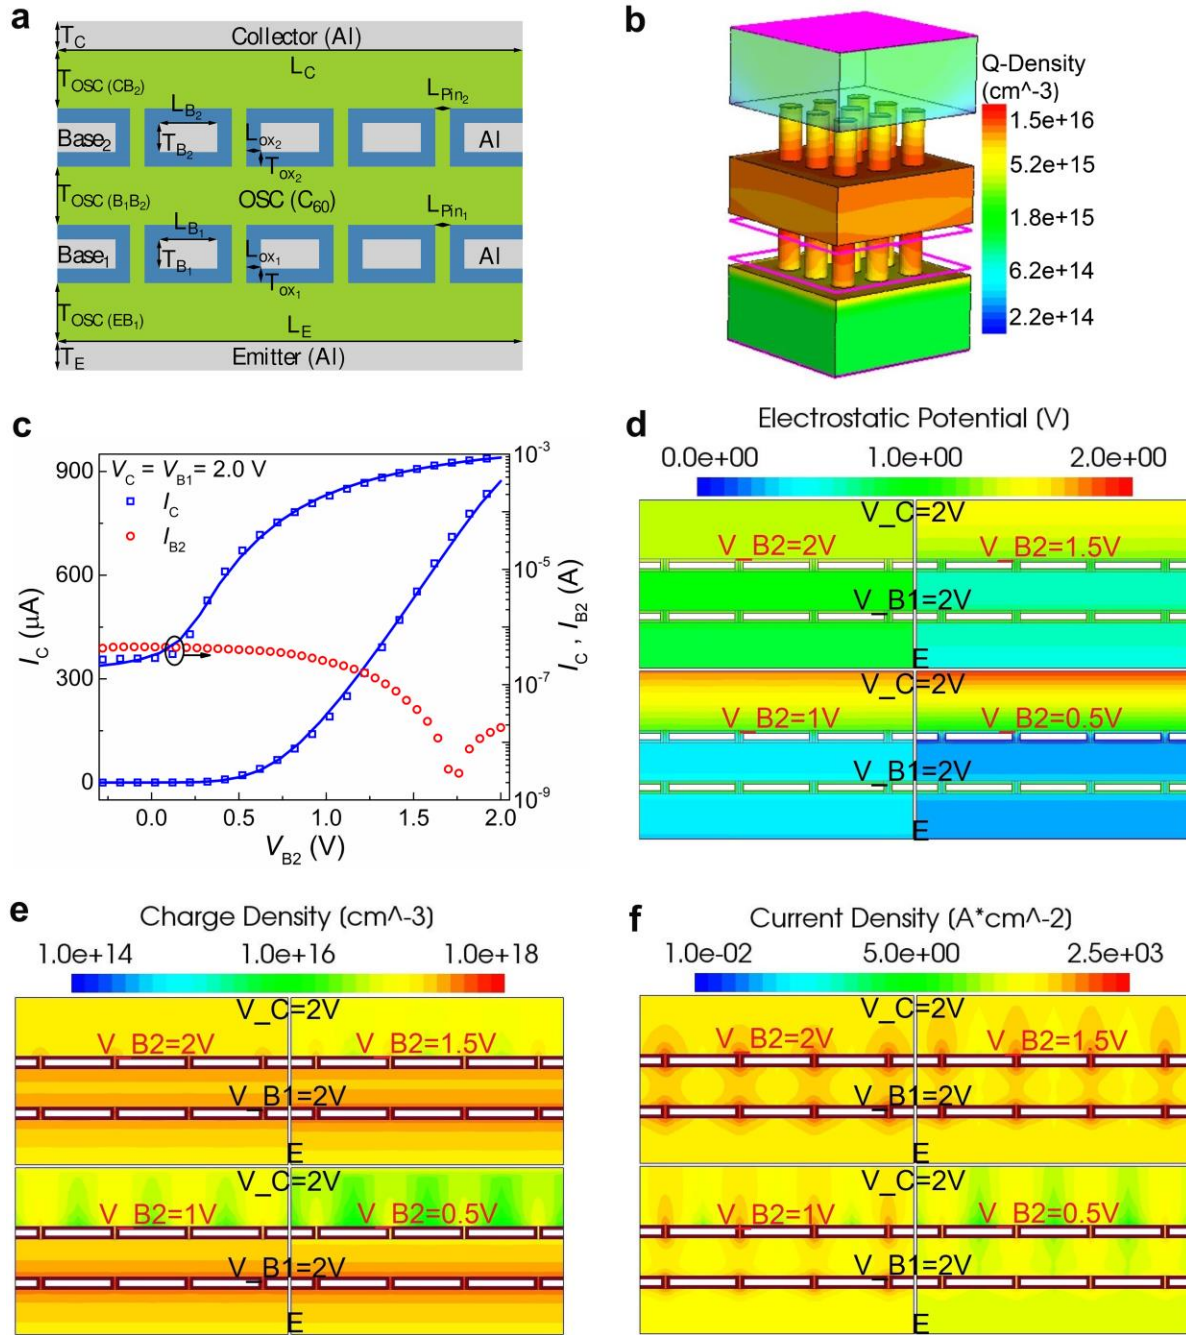 a
T_C
Collector (Al)
L_C
T_OSC (CB₂)
L_B₂
L_Pin₂
Base₂
T_B₂
L_ox₂
Al
T_ox₂
T_OSC (B₁B₂)
OSC (C₆₀)
L_B₁
L_Pin₁
Base₁
T_B₁
L_ox₁
Al
T_ox₁
T_OSC (EB₁)
L_E
T_E
Emitter (Al)
b
Q-Density
(cm^-3)
1.5e+16
5.2e+15
1.8e+15
6.2e+14
2.2e+14
c
V_C = V_B1 = 2.0 V
I_C
I_B2
900
600
300
0
I_C (μA)
10⁻³
10⁻⁵
10⁻⁷
10⁻⁹
I_C , I_B2 (A)
0.0 0.5 1.0 1.5 2.0
V_B2 (V)
d
Electrostatic Potential [V]
0.0e+00 1.0e+00 2.0e+00
V_C=2V
V_B2=2V V_B2=1.5V
V_B1=2V
E
V_C=2V
V_B2=1V V_B2=0.5V
V_B1=2V
E
e
Charge Density [cm^-3]
1.0e+14 1.0e+16 1.0e+18
V_C=2V
V_B2=2V V_B2=1.5V
V_B1=2V
E
V_C=2V
V_B2=1V V_B2=0.5V
V_B1=2V
E
f
Current Density [A*cm^-2]
1.0e-02 5.0e+00 2.5e+03
V_C=2V
V_B2=2V V_B2=1.5V
V_B1=2V
V_C=2V
V_B2=1V V_B2=0.5V
V_B1=2V
E